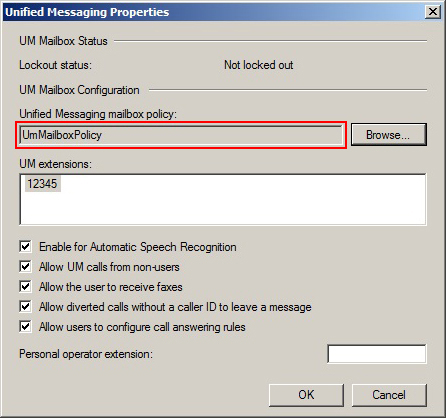 Unified Messaging Properties
UM Mailbox Status
Lockout status: Not locked out
UM Mailbox Configuration
Unified Messaging mailbox policy:
UmMailboxPolicy Browse...
UM extensions:
12345
Enable for Automatic Speech Recognition
Allow UM calls from non-users
Allow the user to receive faxes
Allow diverted calls without a caller ID to leave a message
Allow users to configure call answering rules
Personal operator extension:
OK Cancel